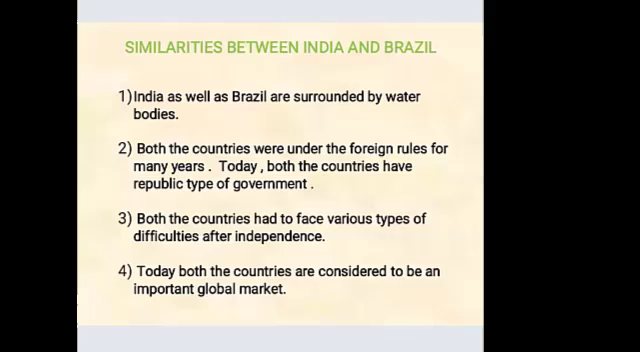 SIMILARITIES BETWEEN INDIA AND BRAZIL
1)India as well as Brazil are surrounded by water
bodies.
2) Both the countries were under the foreign rules for
many years . Today , both the countries have
republic type of government .
3) Both the countries had to face various types of
difficulties after independence.
4) Today both the countries are considered to be an
important global market.